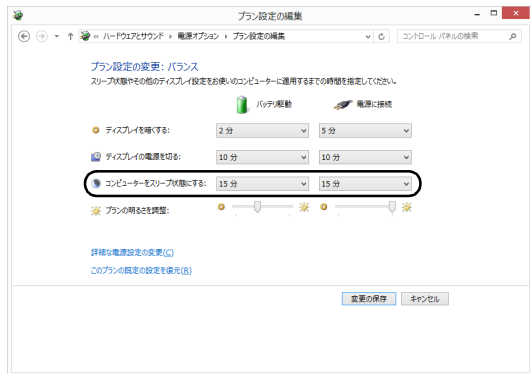 プラン設定の編集
« ハードウェアとサウンド ▸ 電源オプション ▸ プラン設定の編集
コントロール パネルの検索
プラン設定の変更: バランス
スリープ状態やその他のディスプレイ設定をお使いのコンピューターに適用するまでの時間を指定してください。
バッテリ駆動 電源に接続
ディスプレイを暗くする: 2 分 5 分
ディスプレイの電源を切る: 10 分 10 分
コンピューターをスリープ状態にする: 15 分 15 分
プランの明るさを調整:
詳細な電源設定の変更(C)
このプランの既定の設定を復元(R)
変更の保存 キャンセル